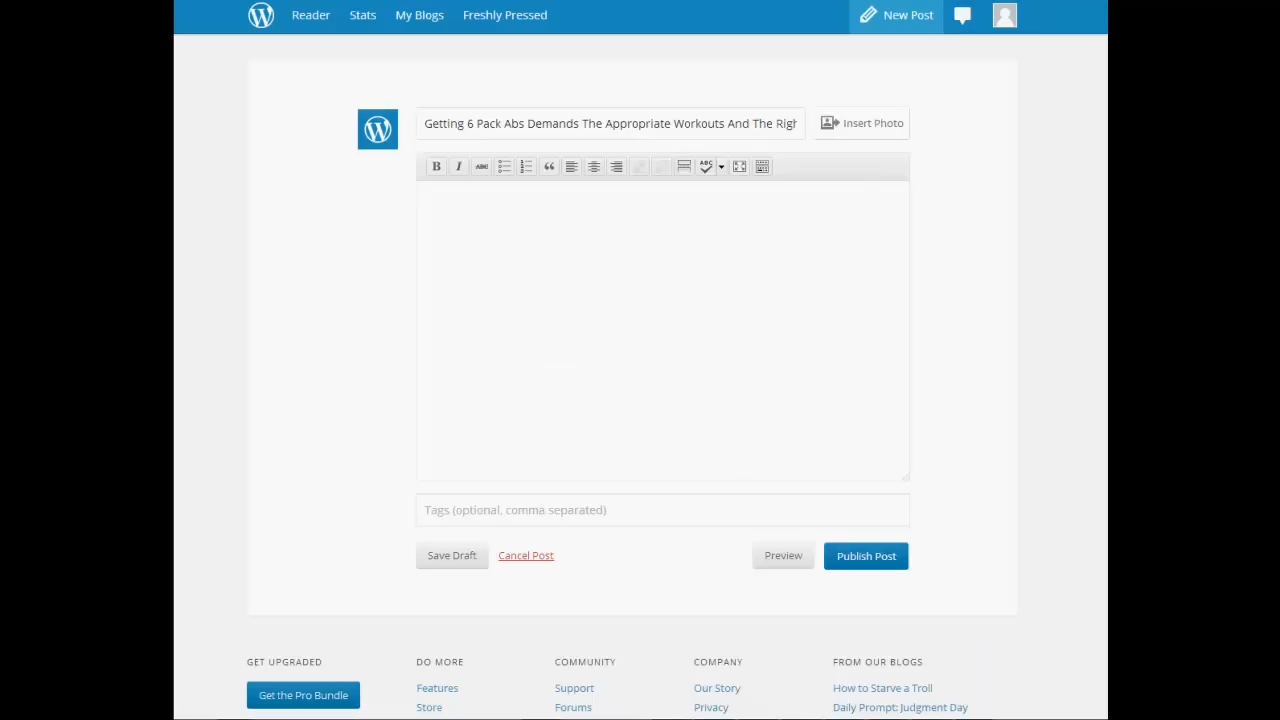 Reader Stats My Blogs Freshly Pressed New Post
Getting 6 Pack Abs Demands The Appropriate Workouts And The Righ Insert Photo
B I ABC ABC
Tags (optional, comma separated)
Save Draft Cancel Post Preview Publish Post
GET UPGRADED DO MORE COMMUNITY COMPANY FROM OUR BLOGS
Get the Pro Bundle Features Support Our Story How to Starve a Troll
Store Forums Privacy Daily Prompt: Judgment Day